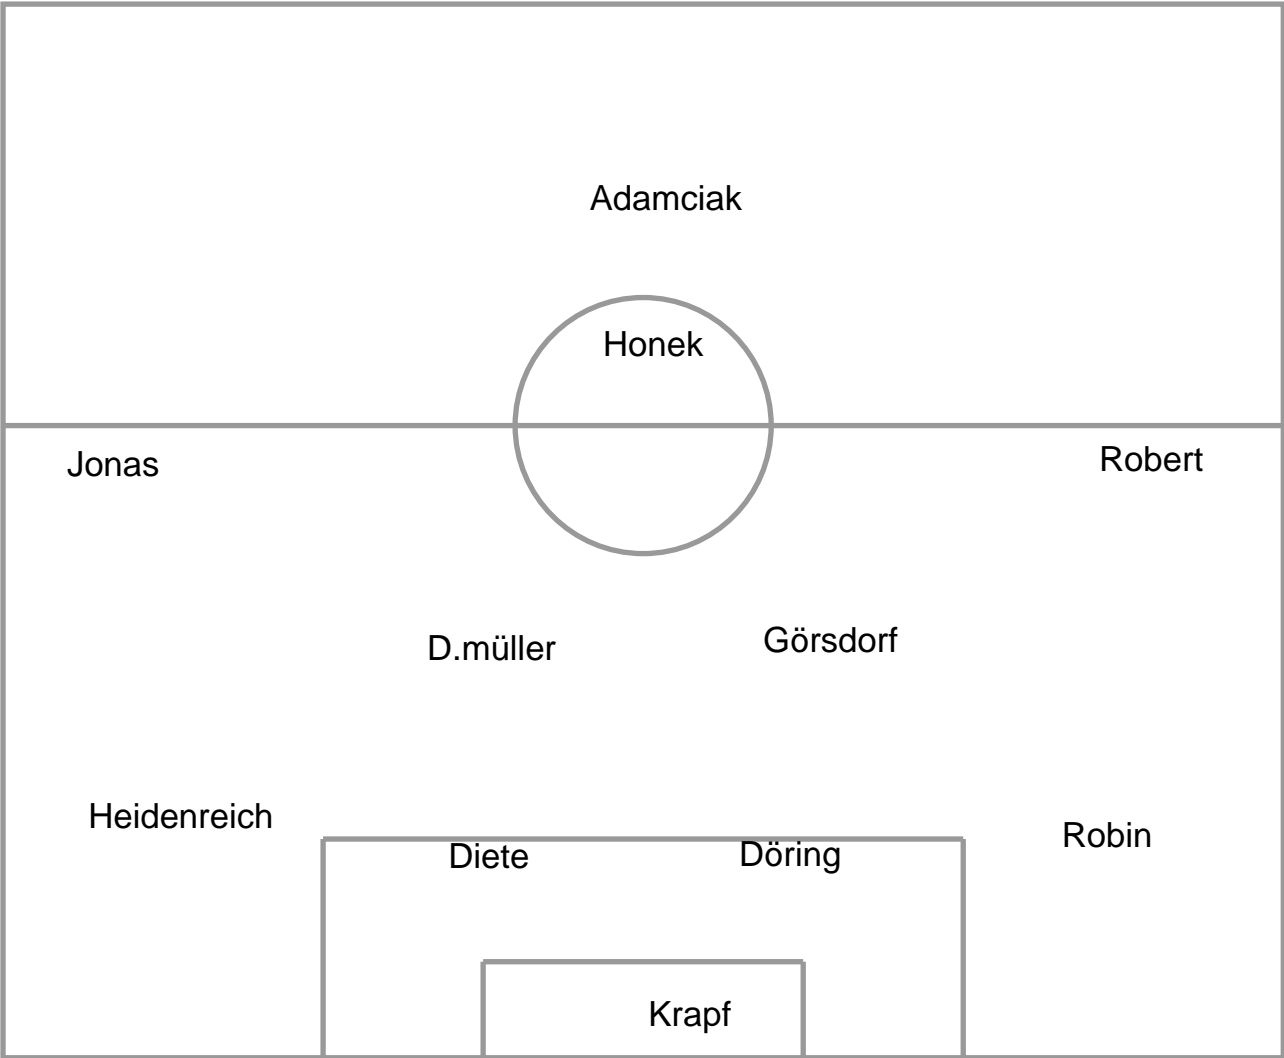 Adamciak
Honek
Jonas
Robert
D.müller
Görsdorf
Heidenreich
Robin
Diete
Döring
Krapf